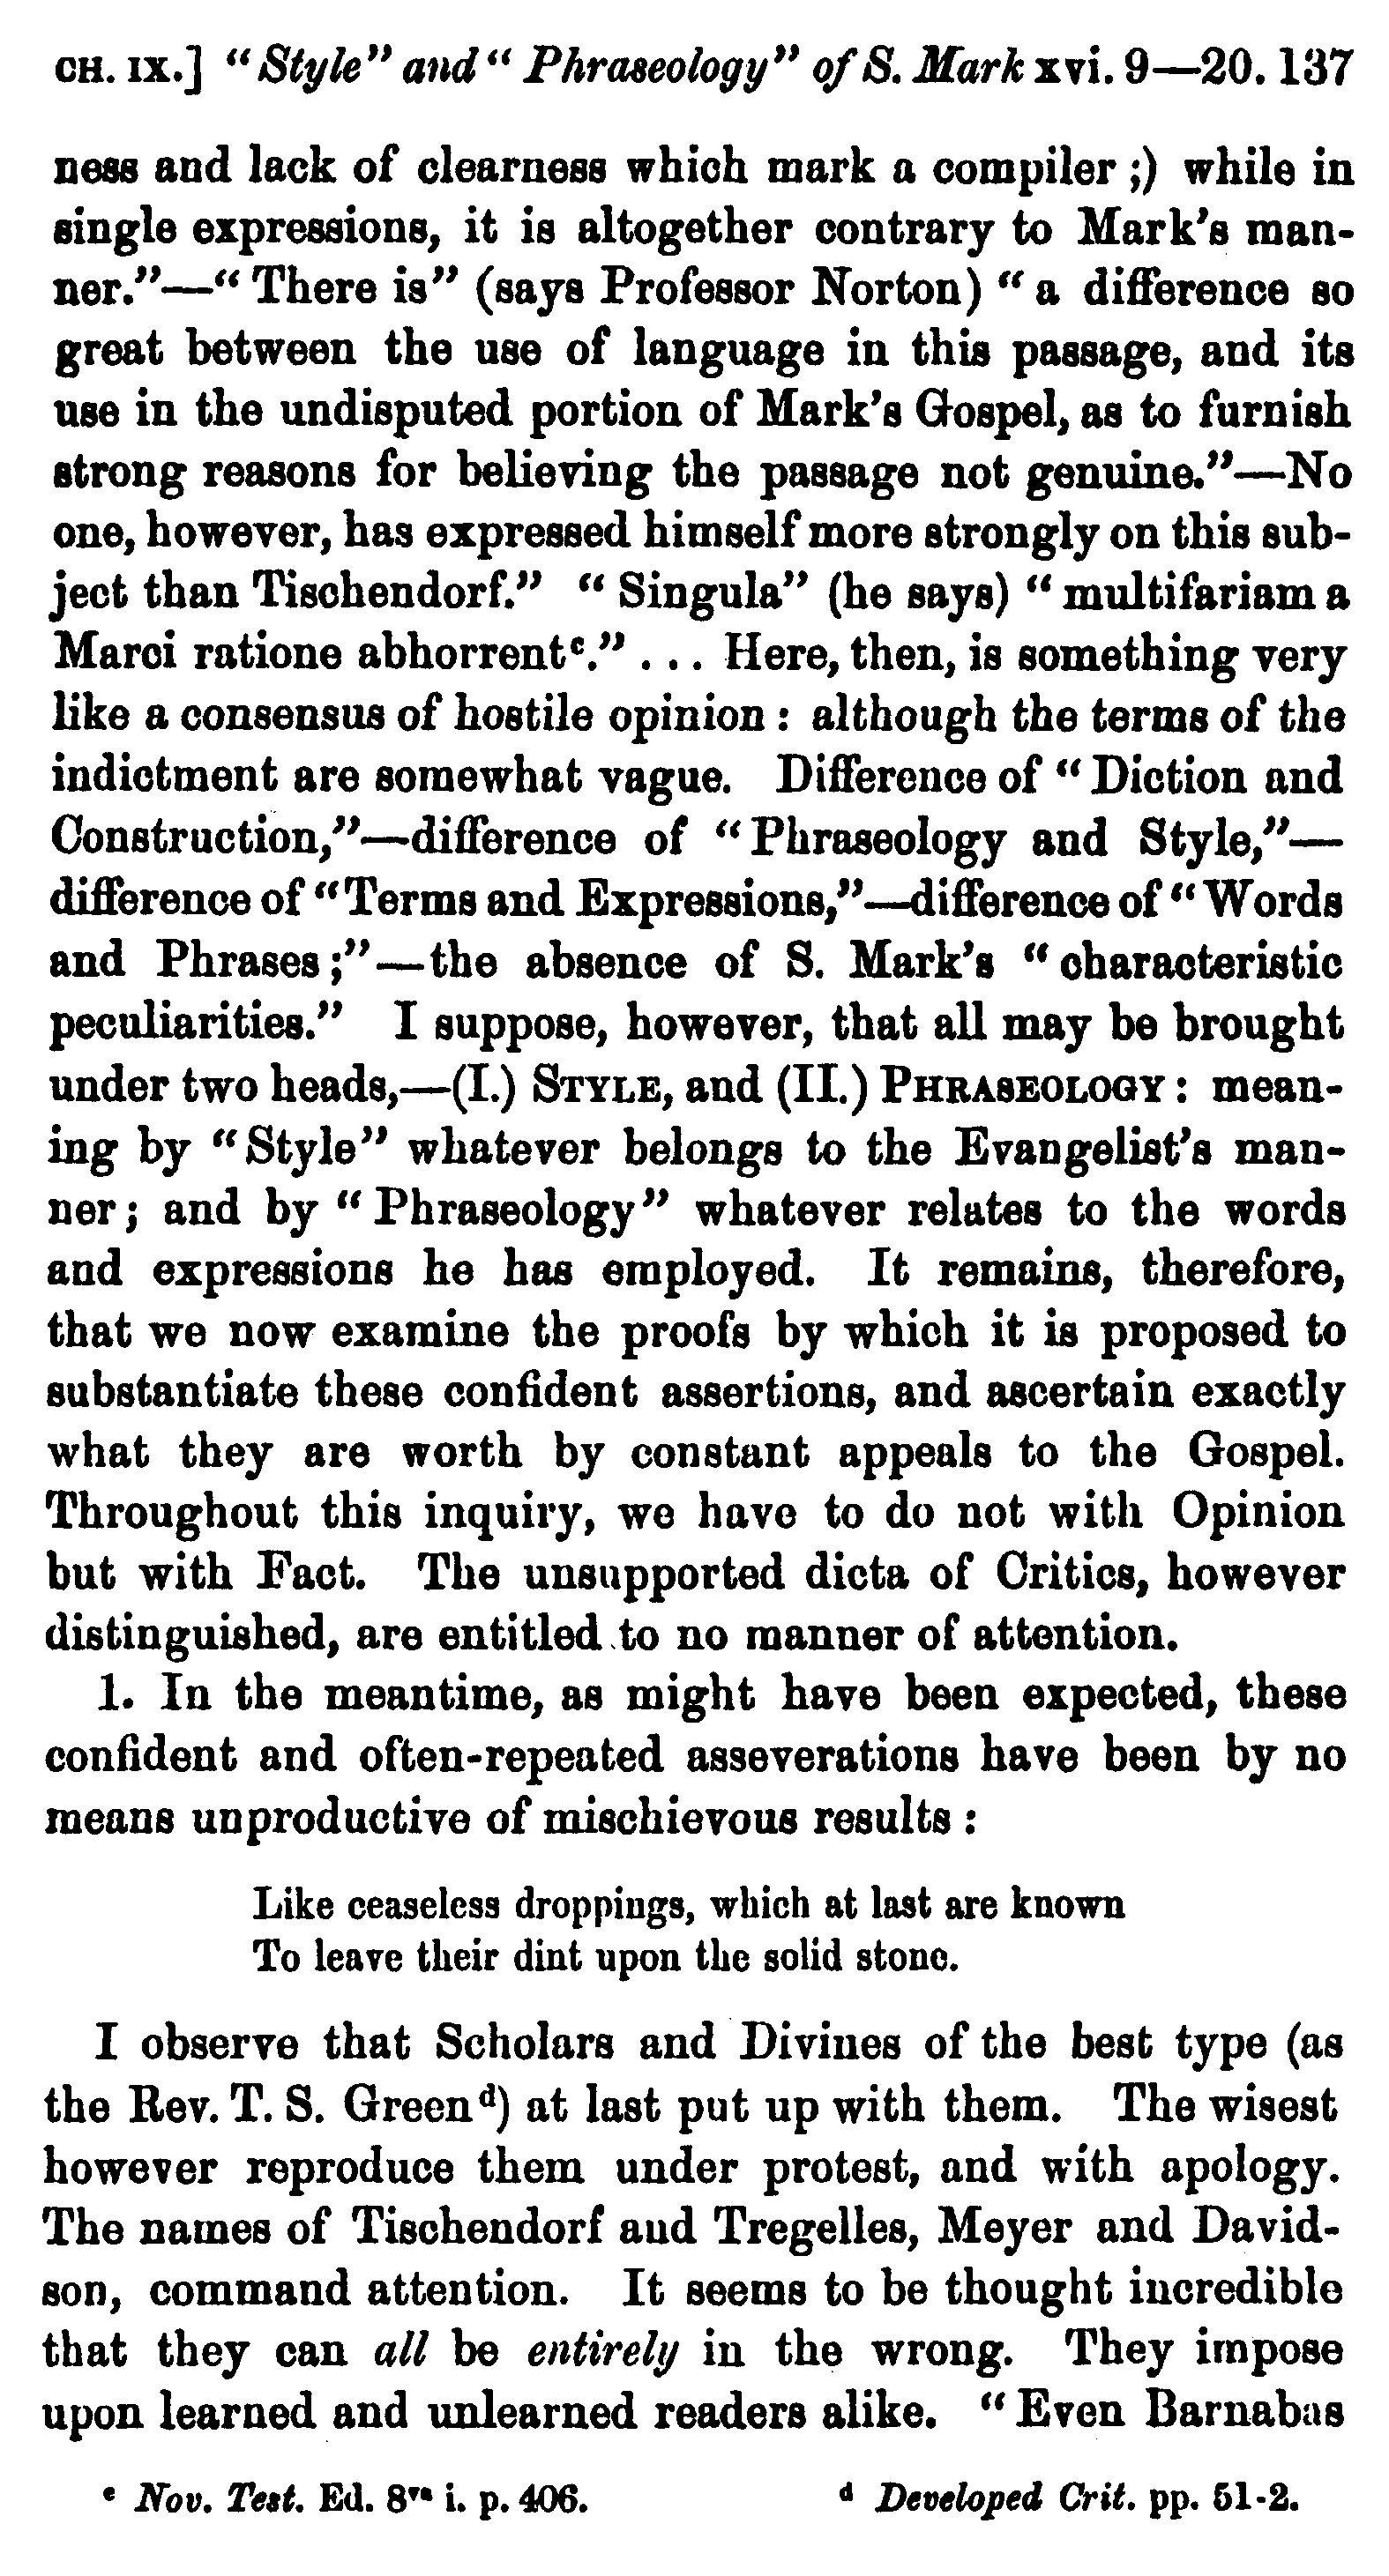 CH. IX.] “Style” and “Phraseology” of S. Mark xvi. 9—20. 137
ness and lack of clearness which mark a compiler;) while in
single expressions, it is altogether contrary to Mark’s man-
ner.”—“There is” (says Professor Norton) “a difference so
great between the use of language in this passage, and its
use in the undisputed portion of Mark’s Gospel, as to furnish
strong reasons for believing the passage not genuine.”—No
one, however, has expressed himself more strongly on this sub-
ject than Tischendorf.” “Singula” (he says) “multifariam a
Marci ratione abhorrentᶜ.” . . . Here, then, is something very
like a consensus of hostile opinion : although the terms of the
indictment are somewhat vague. Difference of “Diction and
Construction,”—difference of “Phraseology and Style,”—
difference of “Terms and Expressions,”—difference of “Words
and Phrases;”—the absence of S. Mark’s “characteristic
peculiarities.” I suppose, however, that all may be brought
under two heads,—(I.) STYLE, and (II.) PHRASEOLOGY : mean-
ing by “Style” whatever belongs to the Evangelist’s man-
ner; and by “Phraseology” whatever relates to the words
and expressions he has employed. It remains, therefore,
that we now examine the proofs by which it is proposed to
substantiate these confident assertions, and ascertain exactly
what they are worth by constant appeals to the Gospel.
Throughout this inquiry, we have to do not with Opinion
but with Fact. The unsupported dicta of Critics, however
distinguished, are entitled to no manner of attention.
1. In the meantime, as might have been expected, these
confident and often-repeated asseverations have been by no
means unproductive of mischievous results :
Like ceaseless droppings, which at last are known
To leave their dint upon the solid stone.
I observe that Scholars and Divines of the best type (as
the Rev. T. S. Greenᵈ) at last put up with them. The wisest
however reproduce them under protest, and with apology.
The names of Tischendorf and Tregelles, Meyer and David-
son, command attention. It seems to be thought incredible
that they can all be entirely in the wrong. They impose
upon learned and unlearned readers alike. “Even Barnabas
ᶜ Nov. Test. Ed. 8ᵛᵃ i. p. 406.
ᵈ Developed Crit. pp. 51-2.